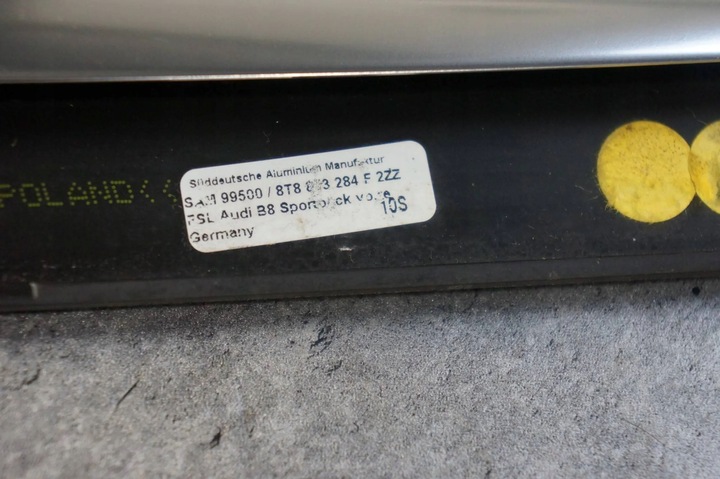 POLAND
Süddeutsche Aluminium Manufaktur
SAM 99500 / 8T8 853 284 F 2ZZ
FSL Audi B8 Sportback vorne
10S
Germany